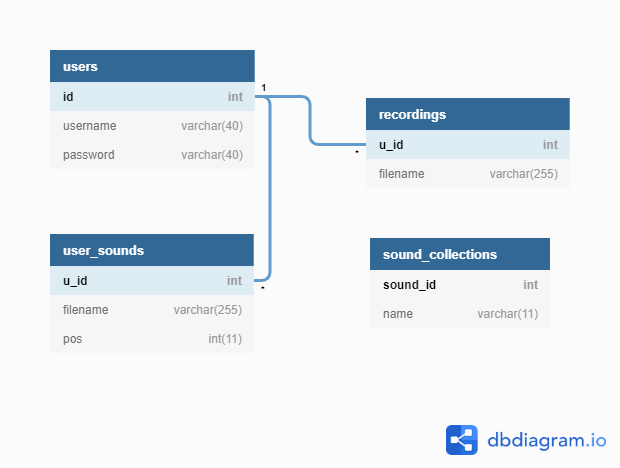 users
id int
username varchar(40)
password varchar(40)
1
recordings
u_id int
filename varchar(255)
*
user_sounds
u_id int
filename varchar(255)
pos int(11)
*
sound_collections
sound_id int
name varchar(11)
dbdiagram.io